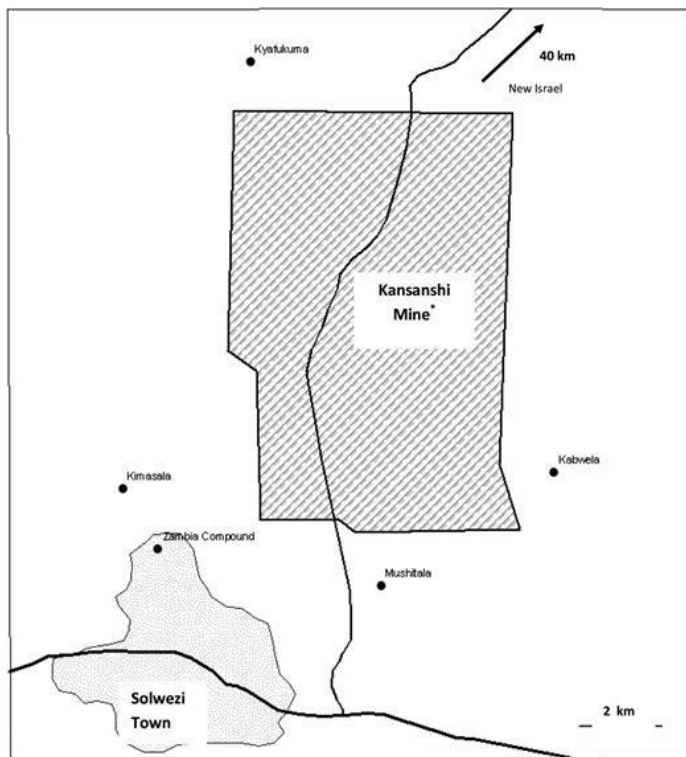 Kyafukuma
40 km
New Israel
Kansanshi
Mine
Kabwela
Kimasala
Zambia Compound
Mushitala
Solwezi
Town
2 km